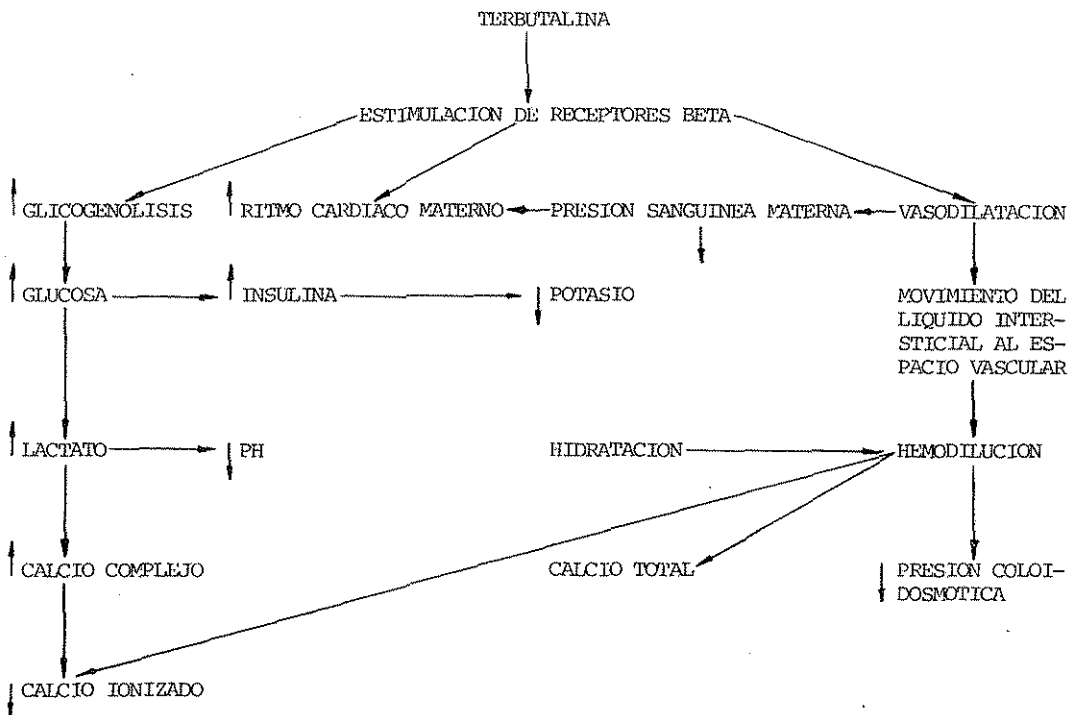 TERBUTALINA
ESTIMULACION DE RECEPTORES BETA
GLICOGENOLISIS
RITMO CARDIACO MATERNO
PRESION SANGUINEA MATERNA
VASODILATACION
GLUCOSA
INSULINA
POTASIO
MOVIMIENTO DEL
LIQUIDO INTER-
STICIAL AL ES-
PACIO VASCULAR
LACTATO
PH
HIDRATACION
HEMODILUCION
CALCIO COMPLEJO
CALCIO TOTAL
PRESION COLOI-
DOSMOTICA
CALCIO IONIZADO